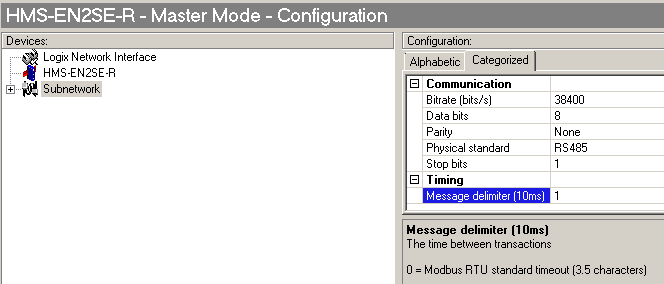 HMS-EN2SE-R - Master Mode - Configuration
Devices:
Logix Network Interface
HMS-EN2SE-R
Subnetwork
Configuration:
Alphabetic Categorized
Communication
Bitrate (bits/s) 38400
Data bits 8
Parity None
Physical standard RS485
Stop bits 1
Timing
Message delimiter (10ms) 1
Message delimiter (10ms)
The time between transactions
0 = Modbus RTU standard timeout (3.5 characters)